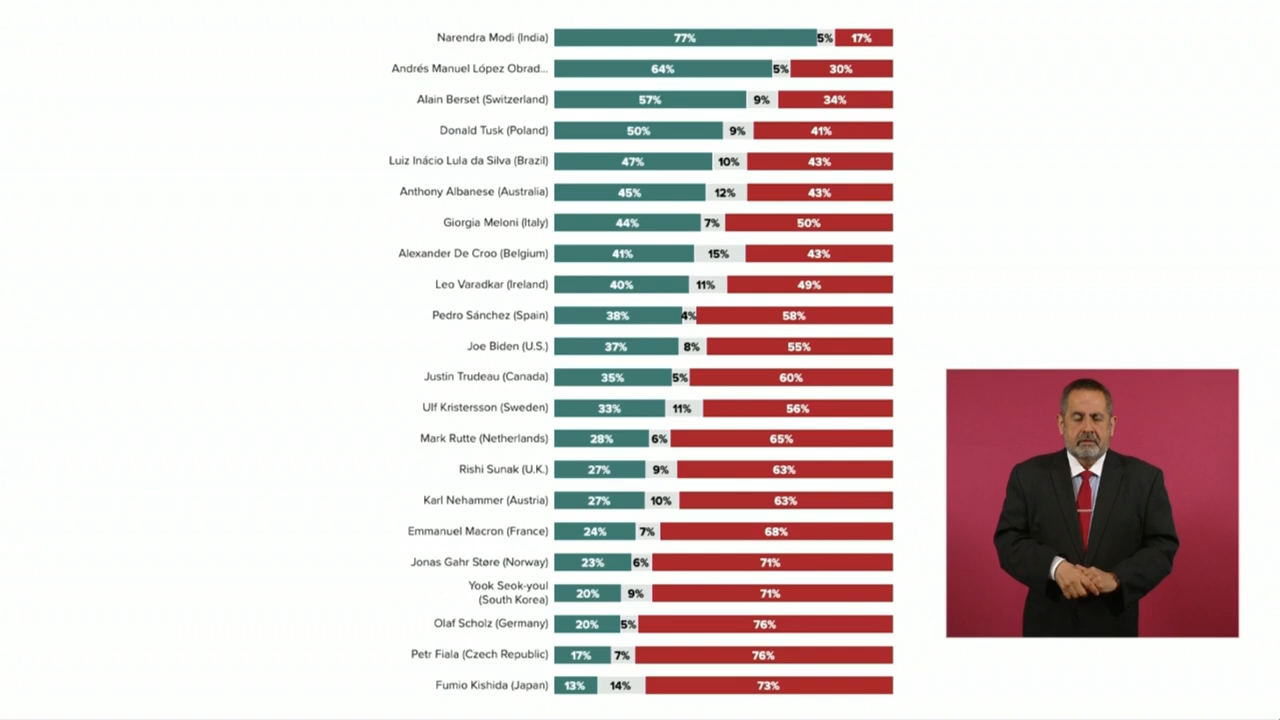 Narendra Modi (India) 77% 5% 17%
Andrés Manuel López Obrad... 64% 5% 30%
Alain Berset (Switzerland) 57% 9% 34%
Donald Tusk (Poland) 50% 9% 41%
Luiz Inácio Lula da Silva (Brazil) 47% 10% 43%
Anthony Albanese (Australia) 45% 12% 43%
Giorgia Meloni (Italy) 44% 7% 50%
Alexander De Croo (Belgium) 41% 15% 43%
Leo Varadkar (Ireland) 40% 11% 49%
Pedro Sánchez (Spain) 38% 4% 58%
Joe Biden (U.S.) 37% 8% 55%
Justin Trudeau (Canada) 35% 5% 60%
Ulf Kristersson (Sweden) 33% 11% 56%
Mark Rutte (Netherlands) 28% 6% 65%
Rishi Sunak (U.K.) 27% 9% 63%
Karl Nehammer (Austria) 27% 10% 63%
Emmanuel Macron (France) 24% 7% 68%
Jonas Gahr Støre (Norway) 23% 6% 71%
Yook Seok-youl
(South Korea) 20% 9% 71%
Olaf Scholz (Germany) 20% 5% 76%
Petr Fiala (Czech Republic) 17% 7% 76%
Fumio Kishida (Japan) 13% 14% 73%